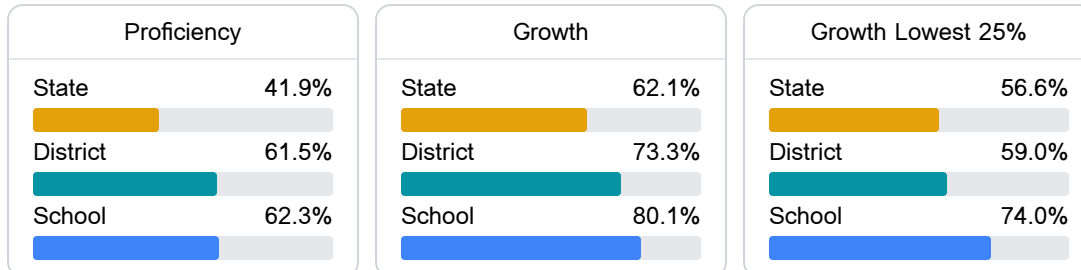 Proficiency
State 41.9%
District 61.5%
School 62.3%
Growth
State 62.1%
District 73.3%
School 80.1%
Growth Lowest 25%
State 56.6%
District 59.0%
School 74.0%